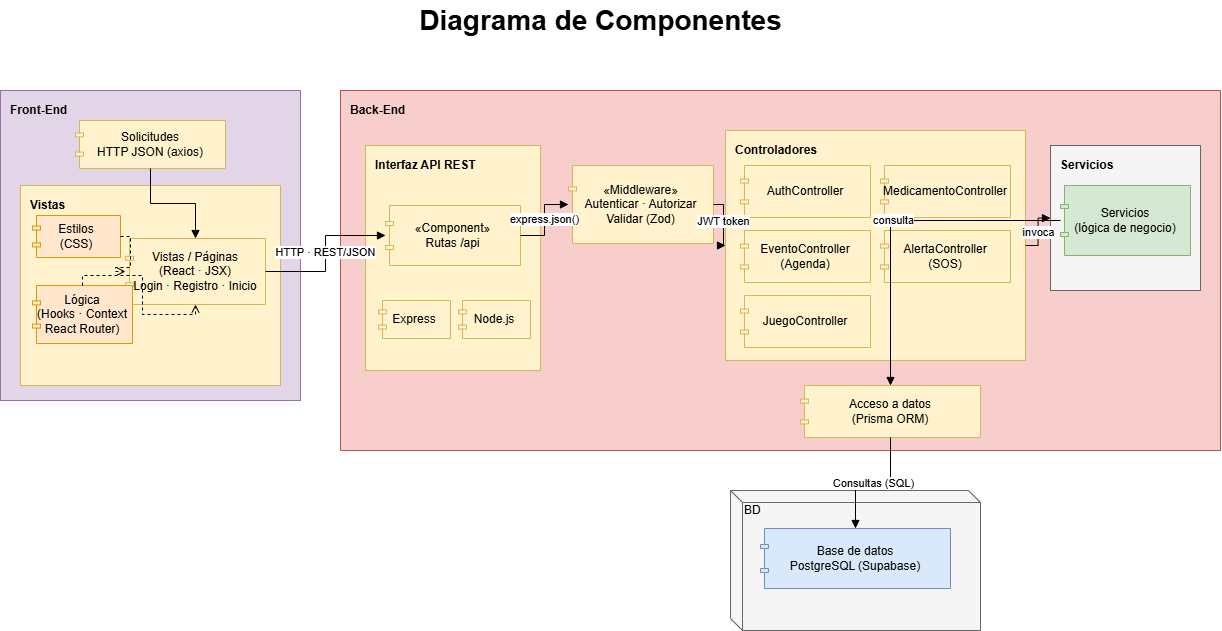 Diagrama de Componentes
Front-End
Solicitudes
HTTP JSON (axios)
Vistas
Estilos
(CSS)
Vistas / Páginas
(React · JSX)
Login · Registro · Inicio
Lógica
(Hooks · Context
React Router)
HTTP · REST/JSON
Back-End
Interfaz API REST
«Component»
Rutas /api
Express
Node.js
express.json()
«Middleware»
Autenticar · Autorizar
Validar (Zod)
JWT token
Controladores
AuthController
MedicamentoController
consulta
EventoController
(Agenda)
AlertaController
(SOS)
JuegoController
invoca
Servicios
Servicios
(lógica de negocio)
Acceso a datos
(Prisma ORM)
Consultas (SQL)
BD
Base de datos
PostgreSQL (Supabase)